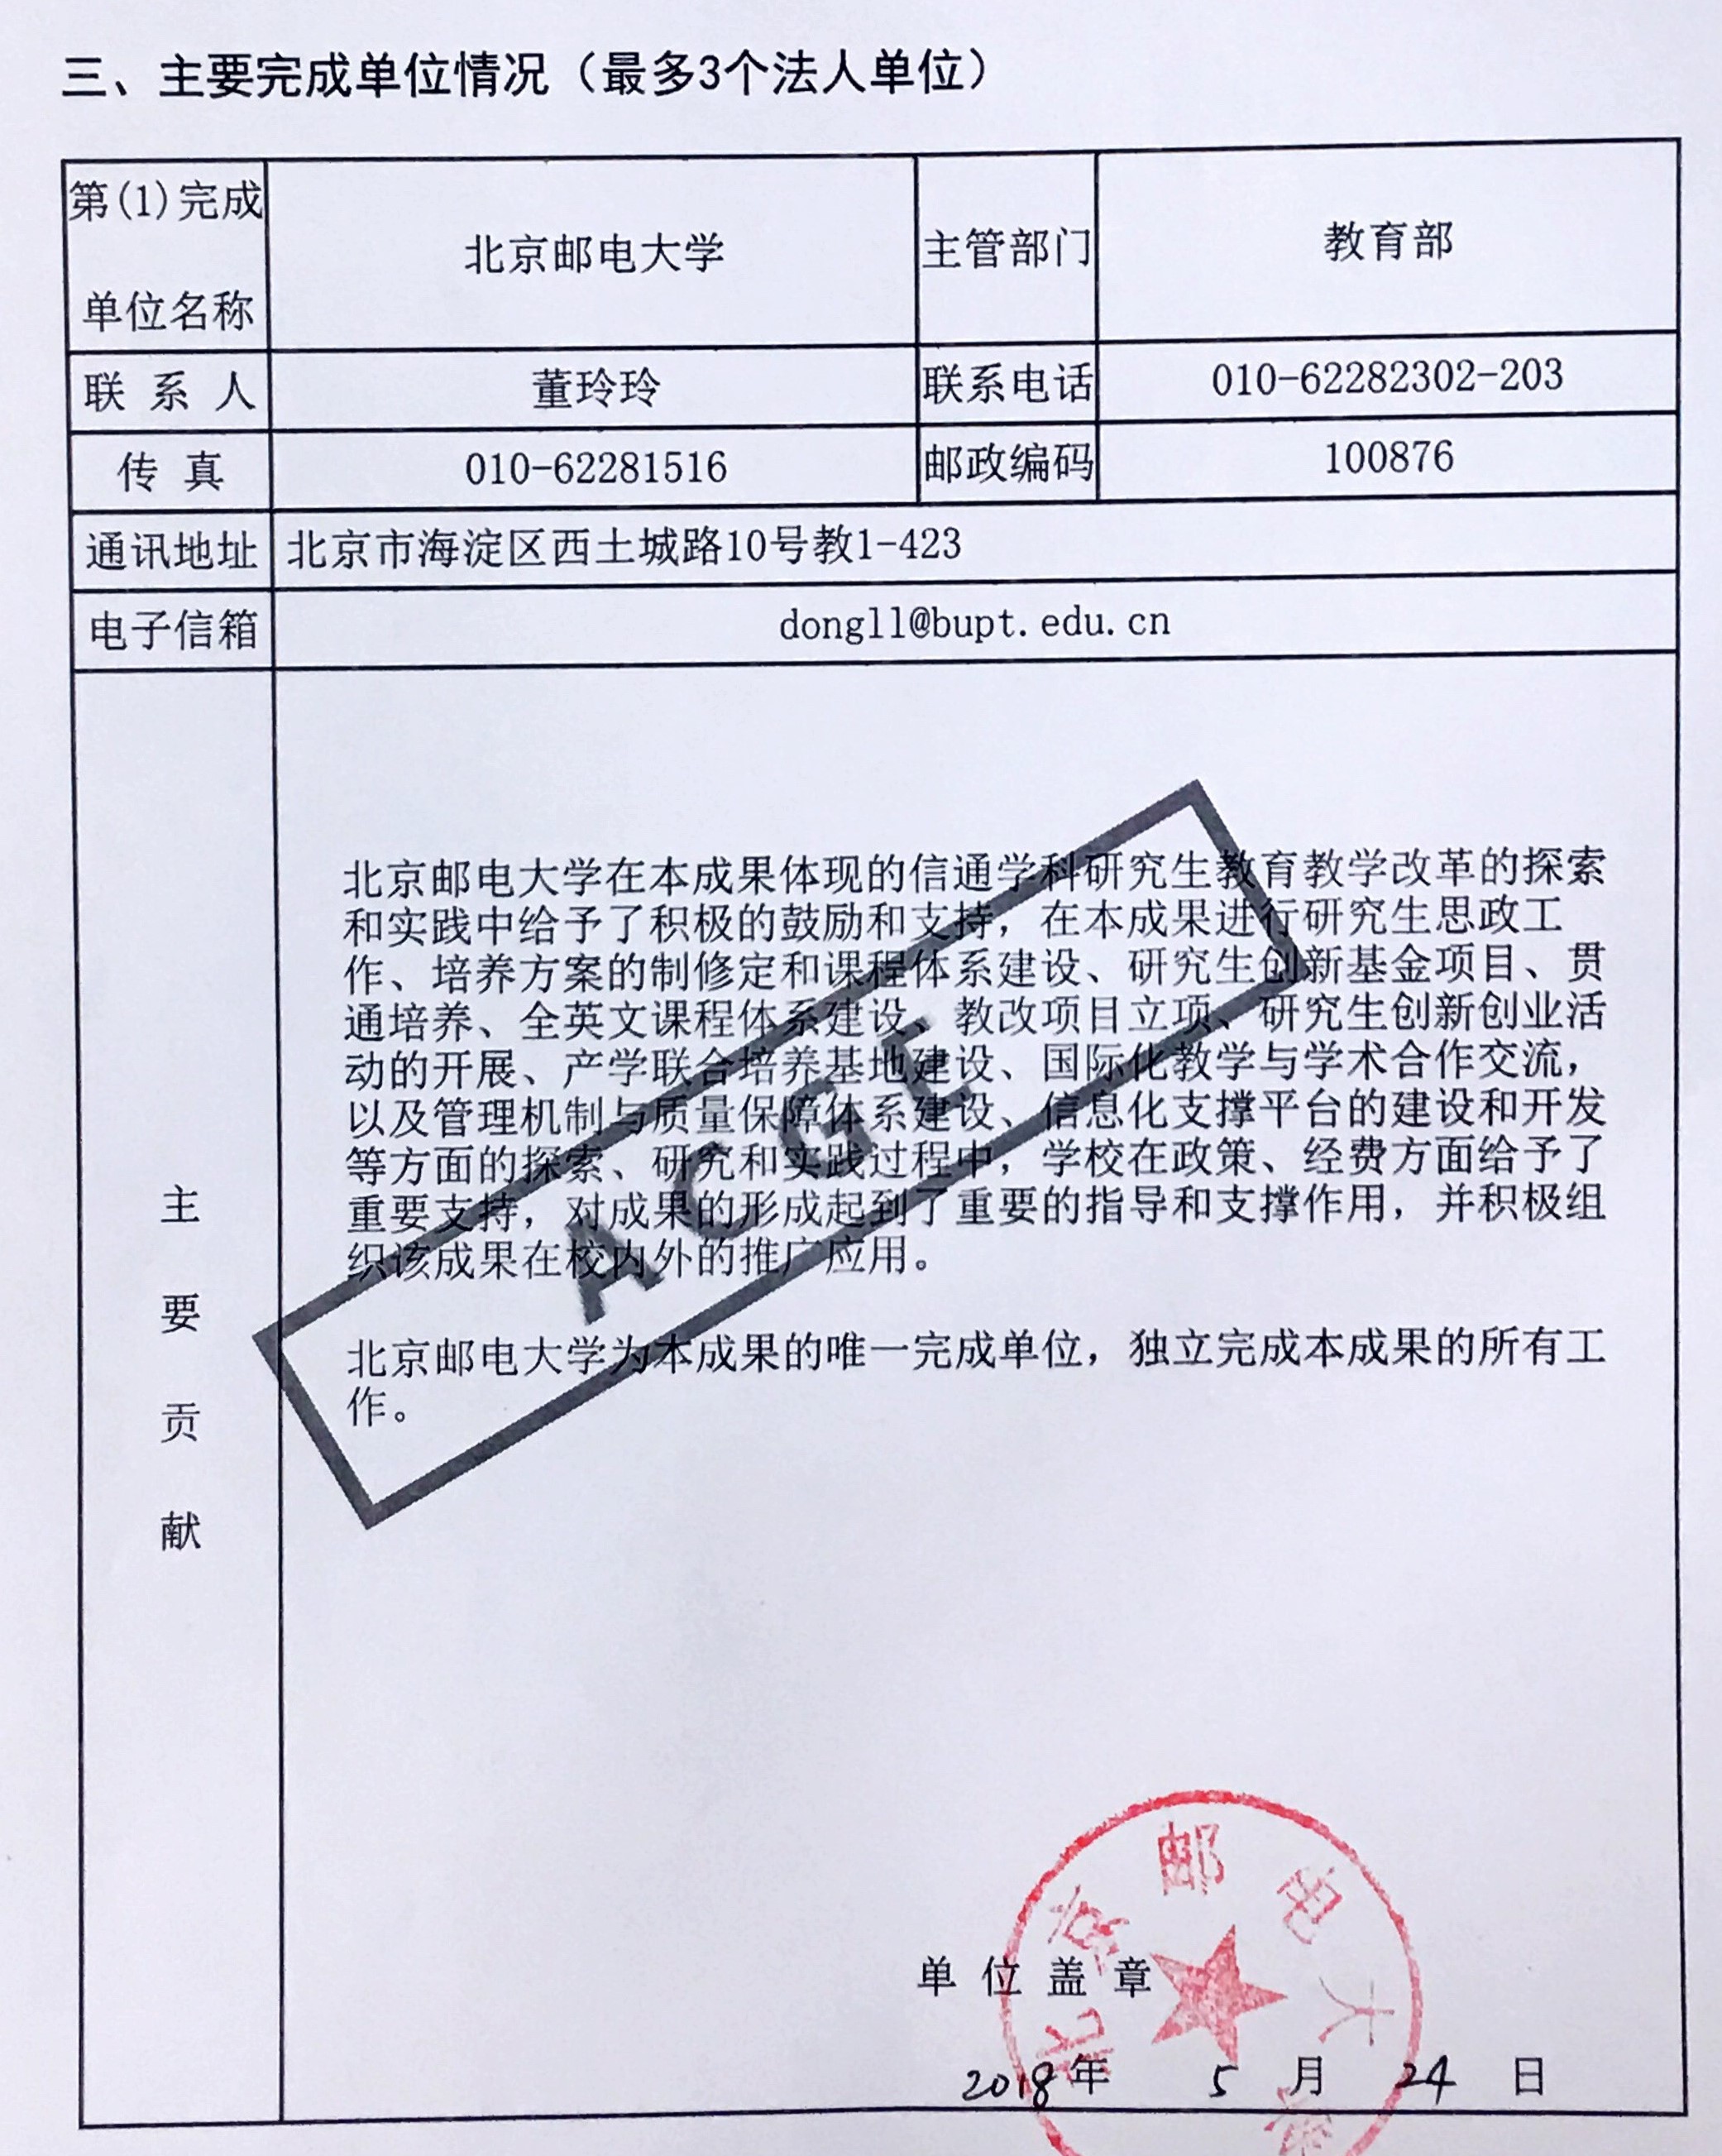 三、主要完成单位情况（最多3个法人单位）
第(1)完成
单位名称
北京邮电大学
主管部门
教育部
联 系 人
董玲玲
联系电话
010-62282302-203
传 真
010-62281516
邮政编码
100876
通讯地址
北京市海淀区西土城路10号教1-423
电子信箱
dongll@bupt.edu.cn
主
要
贡
献
北京邮电大学在本成果体现的信通学科研究生教育教学改革的探索
和实践中给予了积极的鼓励和支持，在本成果进行研究生思政工
作、培养方案的制修定和课程体系建设、研究生创新基金项目、贯
通培养、全英文课程体系建设、教改项目立项、研究生创新创业活
动的开展、产学联合培养基地建设、国际化教学与学术合作交流，
以及管理机制与质量保障体系建设、信息化支撑平台的建设和开发
等方面的探索、研究和实践过程中，学校在政策、经费方面给予了
重要支持，对成果的形成起到了重要的指导和支撑作用，并积极组
织该成果在校内外的推广应用。
北京邮电大学为本成果的唯一完成单位，独立完成本成果的所有工
作。
ACGE
单 位 盖 章
北京邮电大学
2018年 5 月 24 日